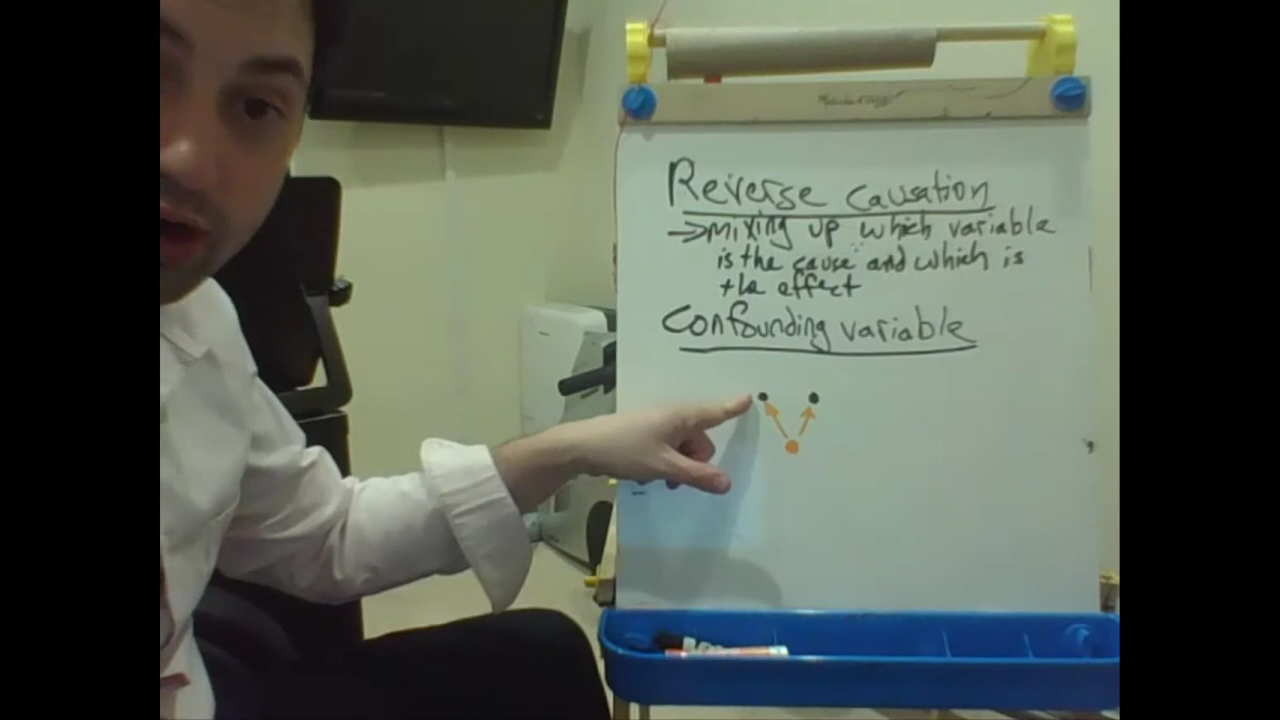 Reverse causation
→ mixing up which variable
is the "cause" and which is
the effect
Confounding variable